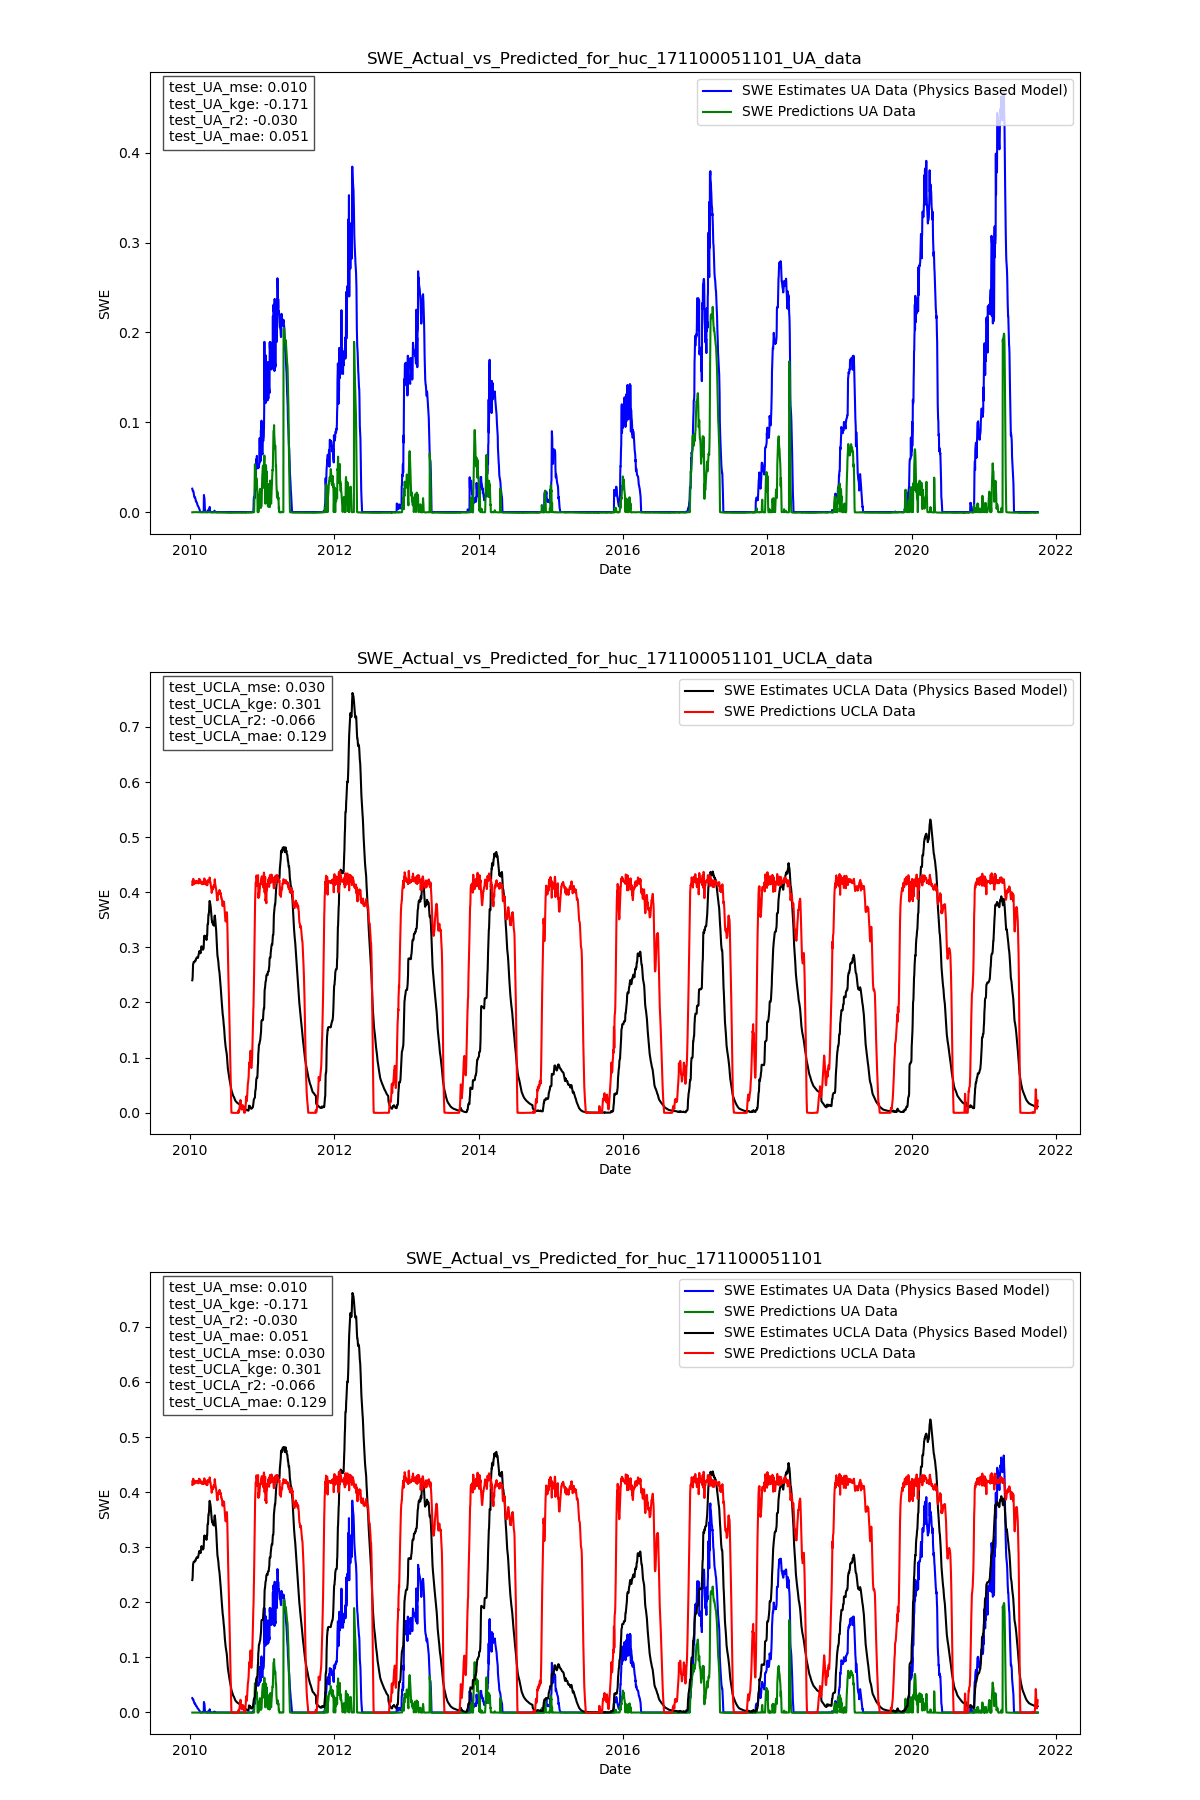 SWE_Actual_vs_Predicted_for_huc_171100051101_UA_data
test_UA_mse: 0.010
test_UA_kge: -0.171
test_UA_r2: -0.030
test_UA_mae: 0.051
SWE Estimates UA Data (Physics Based Model)
SWE Predictions UA Data
0.4
0.3
0.2
0.1
0.0
SWE
2010 2012 2014 2016 2018 2020 2022
Date
SWE_Actual_vs_Predicted_for_huc_171100051101_UCLA_data
test_UCLA_mse: 0.030
test_UCLA_kge: 0.301
test_UCLA_r2: -0.066
test_UCLA_mae: 0.129
SWE Estimates UCLA Data (Physics Based Model)
SWE Predictions UCLA Data
0.7
0.6
0.5
0.4
0.3
0.2
0.1
0.0
SWE
2010 2012 2014 2016 2018 2020 2022
Date
SWE_Actual_vs_Predicted_for_huc_171100051101
test_UA_mse: 0.010
test_UA_kge: -0.171
test_UA_r2: -0.030
test_UA_mae: 0.051
test_UCLA_mse: 0.030
test_UCLA_kge: 0.301
test_UCLA_r2: -0.066
test_UCLA_mae: 0.129
SWE Estimates UA Data (Physics Based Model)
SWE Predictions UA Data
SWE Estimates UCLA Data (Physics Based Model)
SWE Predictions UCLA Data
0.7
0.6
0.5
0.4
0.3
0.2
0.1
0.0
SWE
2010 2012 2014 2016 2018 2020 2022
Date